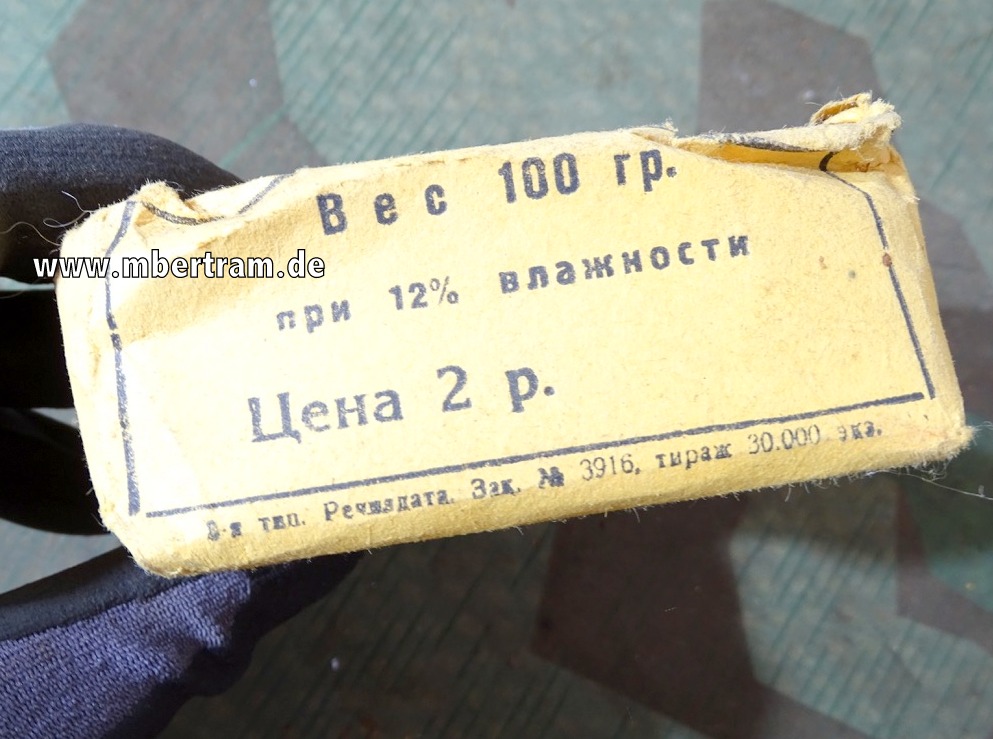 Вес 100 гр.
www.mbertram.de
при 12% влажности
Цена 2 р.
тип. Речиздата. Зак. № 3916, тираж 30.000 экз.